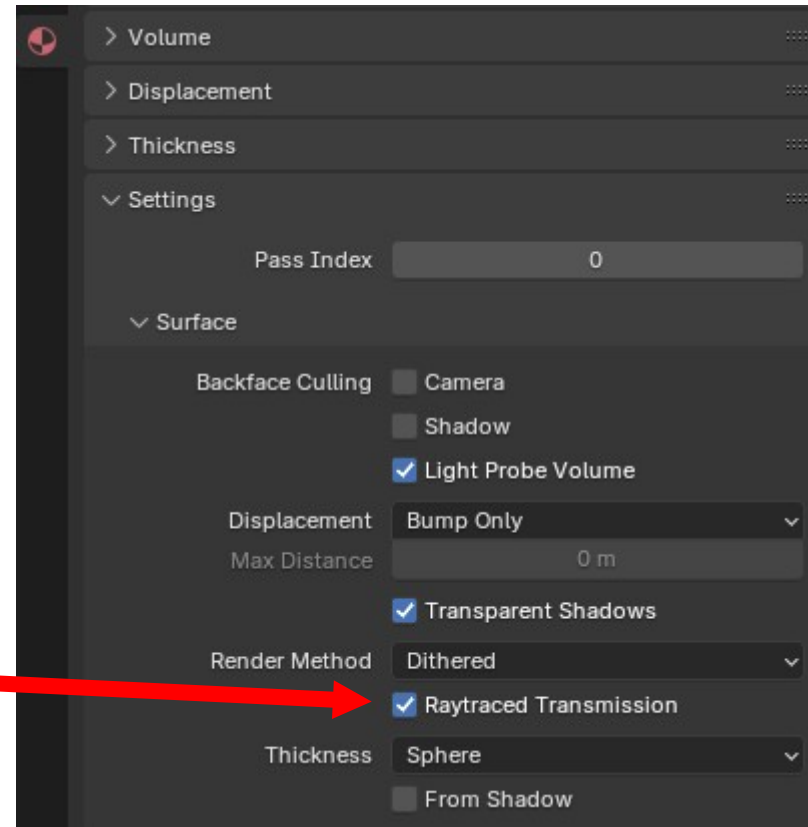 Volume
Displacement
Thickness
Settings
Pass Index 0
Surface
Backface Culling Camera
Shadow
Light Probe Volume
Displacement Bump Only
Max Distance 0 m
Transparent Shadows
Render Method Dithered
Raytraced Transmission
Thickness Sphere
From Shadow